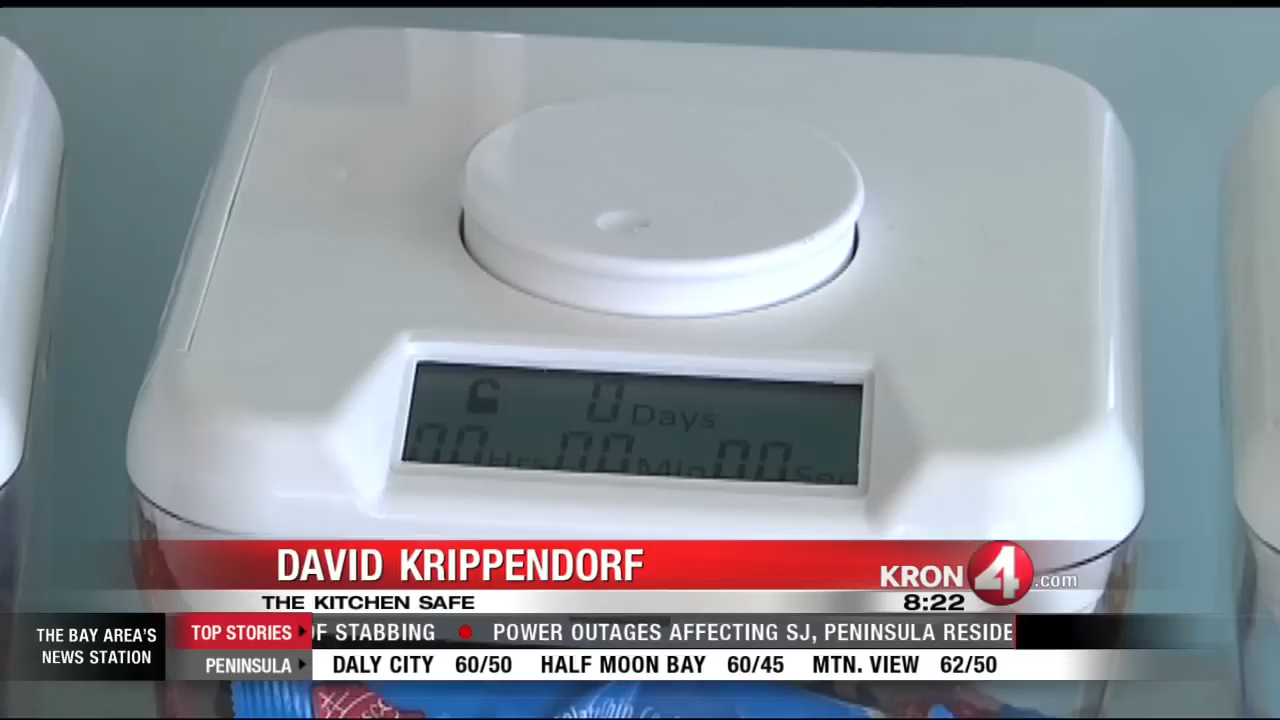 0 Days
00 Hrs 00 Min 00 Sec
DAVID KRIPPENDORF
THE KITCHEN SAFE
KRON 4 .com
8:22
THE BAY AREA'S
NEWS STATION
TOP STORIES
OF STABBING • POWER OUTAGES AFFECTING SJ, PENINSULA RESIDE
PENINSULA
DALY CITY 60/50 HALF MOON BAY 60/45 MTN. VIEW 62/50